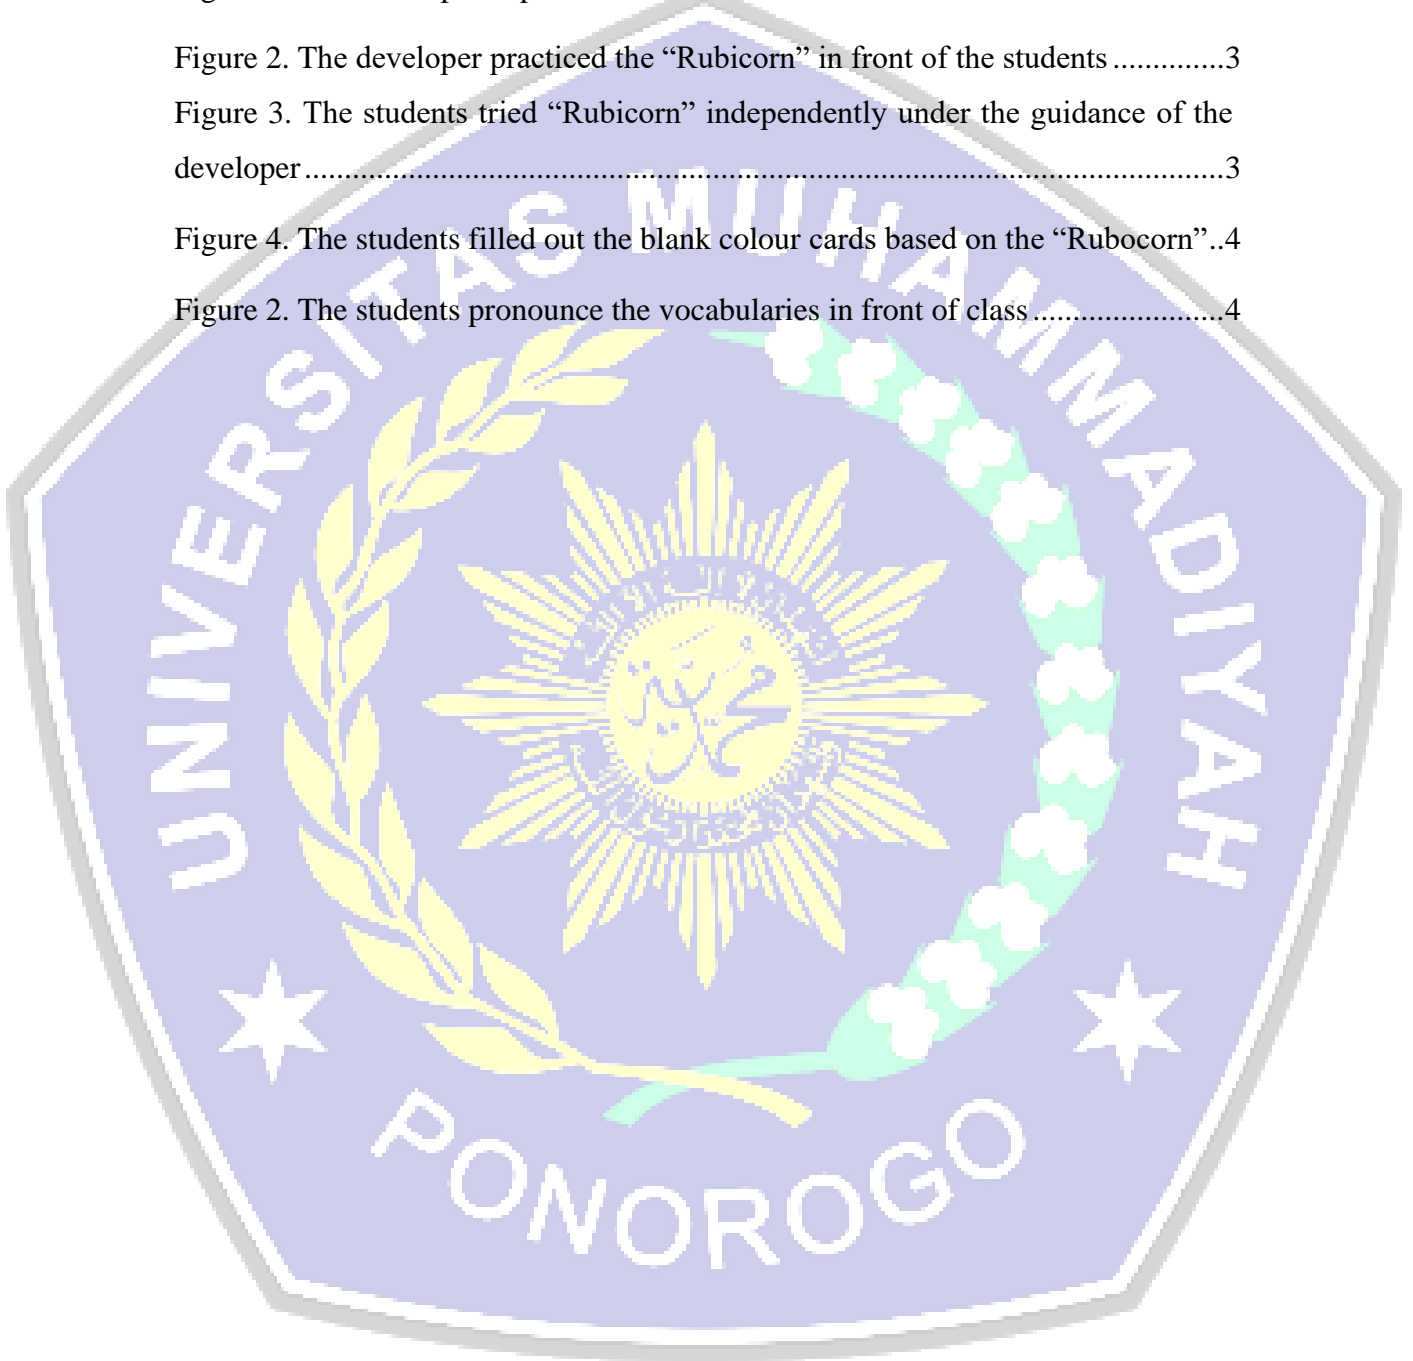 Figure 2. The developer practiced the “Rubicorn” in front of the students ..............3
Figure 3. The students tried “Rubicorn” independently under the guidance of the
developer ...................................................................................................................3
Figure 4. The students filled out the blank colour cards based on the “Rubocorn”..4
Figure 2. The students pronounce the vocabularies in front of class ........................4
UNIVERSITAS MUHAMMADIYAH
PONOROGO